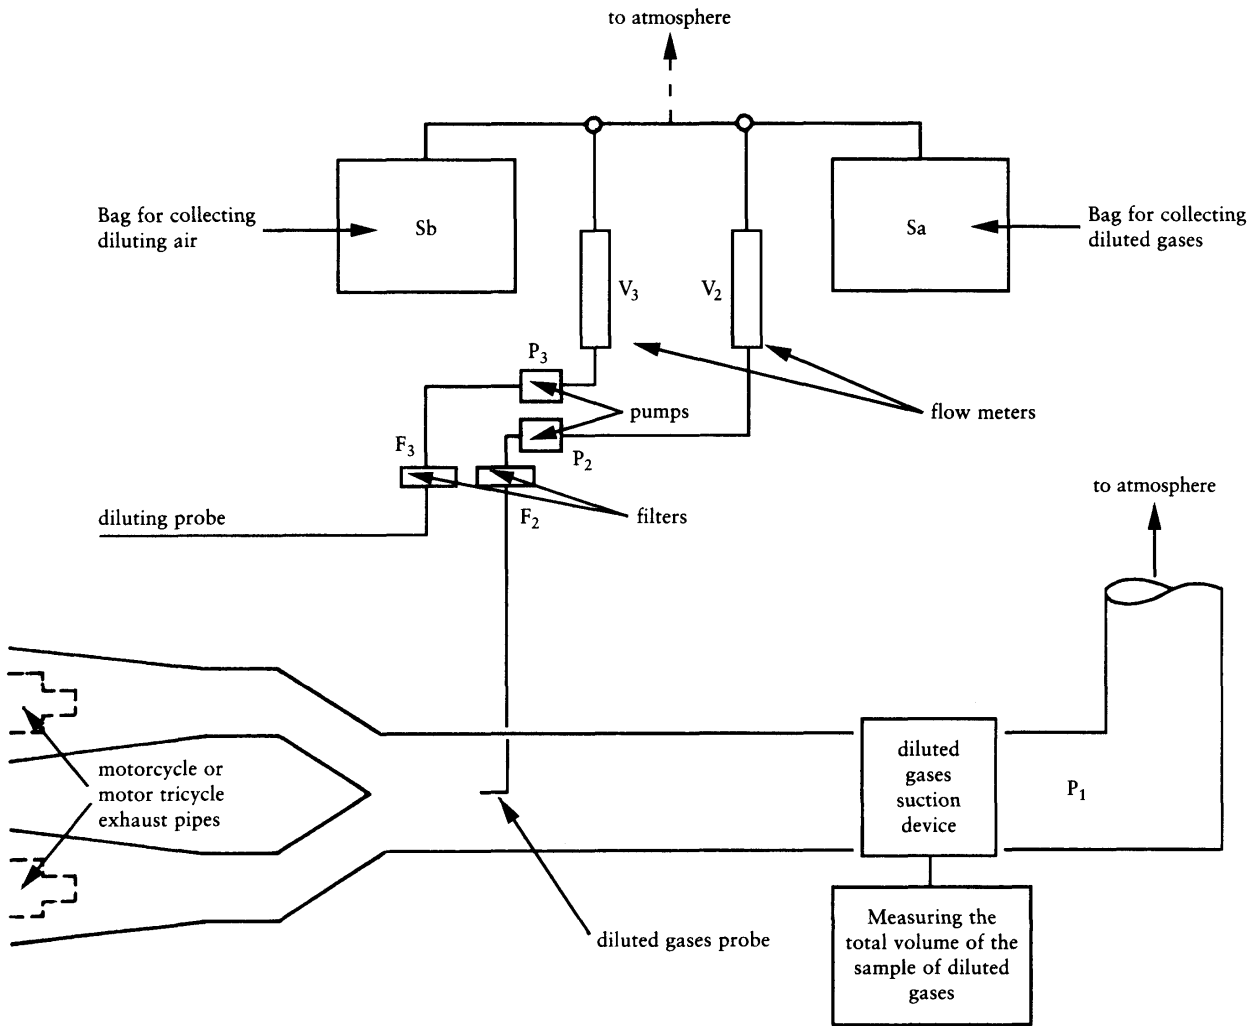 to atmosphere
Bag for collecting
diluting air
Sb
Sa
Bag for collecting
diluted gases
V3
V2
P3
pumps
flow meters
F3
P2
diluting probe
F2
filters
to atmosphere
motorcycle or
motor tricycle
exhaust pipes
diluted
gases
suction
device
P1
diluted gases probe
Measuring the
total volume of the
sample of diluted
gases